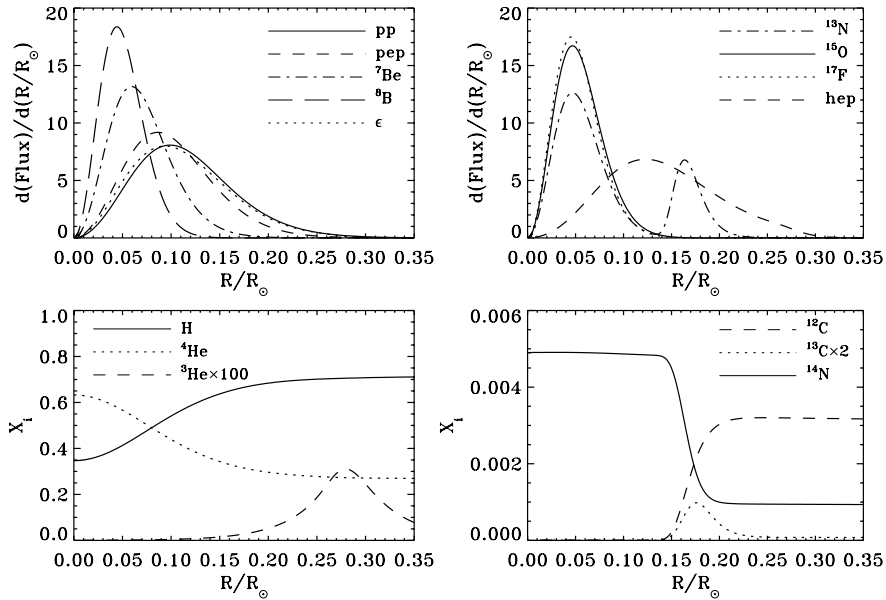 d(Flux)/d(R/R☉)
20
15
10
5
0
pp
pep
⁷Be
⁸B
ϵ
0.00 0.05 0.10 0.15 0.20 0.25 0.30 0.35
R/R☉
d(Flux)/d(R/R☉)
20
15
10
5
0
¹³N
¹⁵O
¹⁷F
hep
0.00 0.05 0.10 0.15 0.20 0.25 0.30 0.35
R/R☉
Xᵢ
1.0
0.8
0.6
0.4
0.2
0.0
H
⁴He
³He×100
0.00 0.05 0.10 0.15 0.20 0.25 0.30 0.35
R/R☉
Xᵢ
0.006
0.004
0.002
0.000
¹²C
¹³C×2
¹⁴N
0.00 0.05 0.10 0.15 0.20 0.25 0.30 0.35
R/R☉